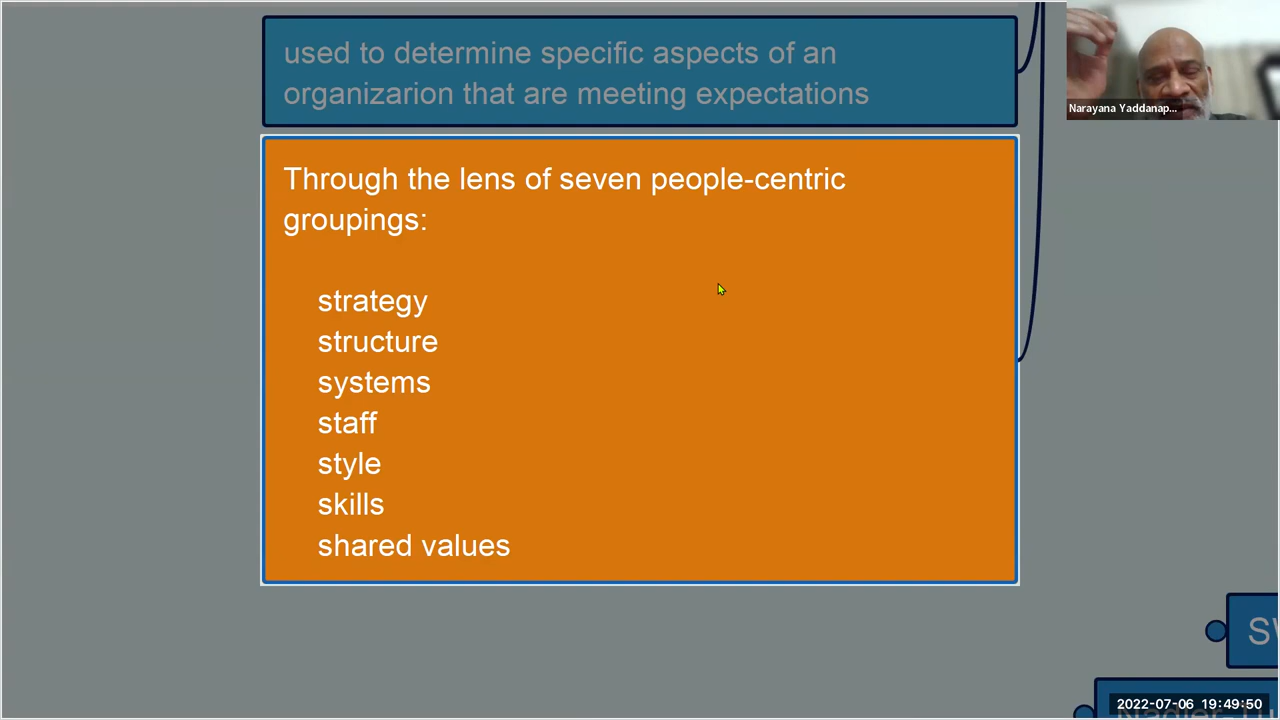 used to determine specific aspects of an
organizarion that are meeting expectations
Narayana Yaddanap...
Through the lens of seven people-centric
groupings:
strategy
structure
systems
staff
style
skills
shared values
2022-07-06 19:49:50